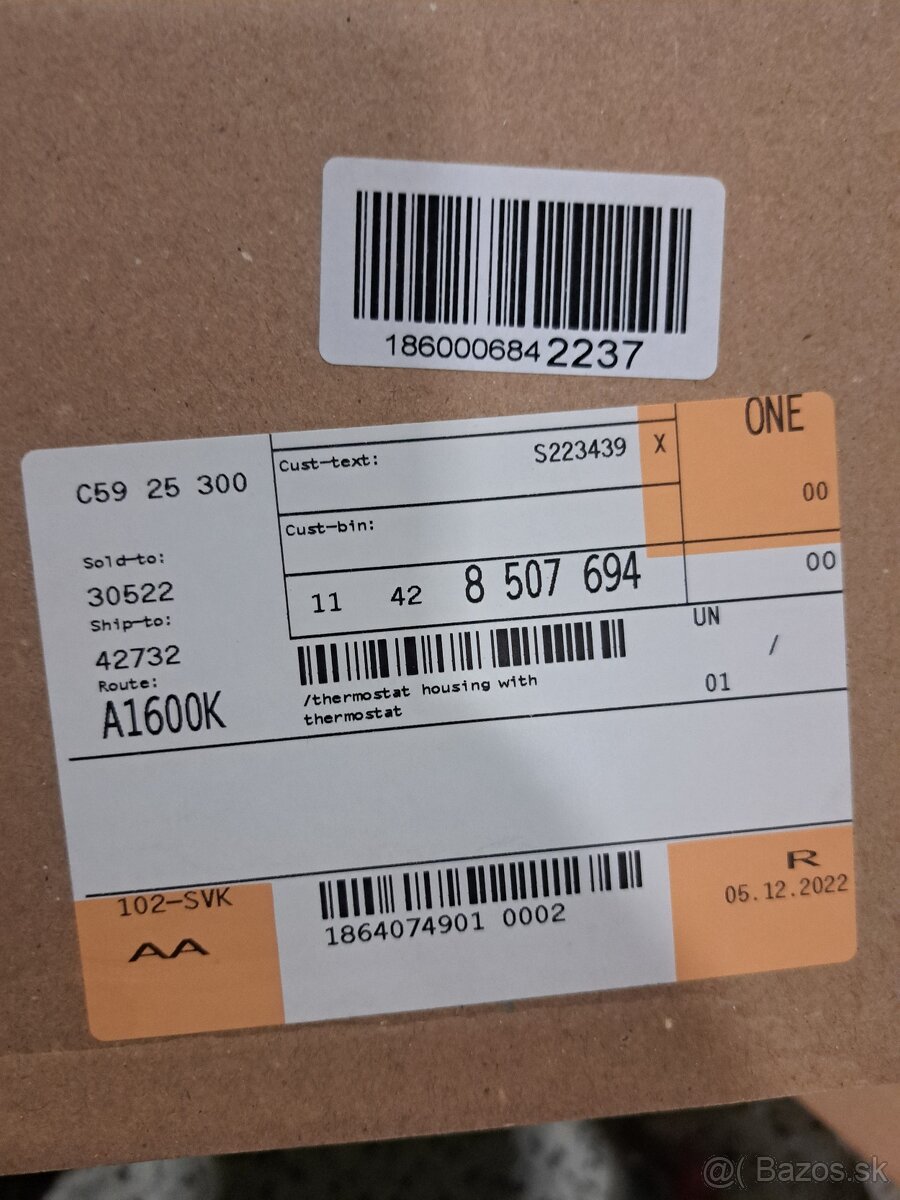 1860006842237
ONE
C59 25 300
Cust-text: S223439 X
00
Cust-bin:
Sold-to:
30522
11 42 8 507 694
00
Ship-to:
42732
UN
/
Route:
A1600K
/thermostat housing with
thermostat
01
102-SVK
AA
1864074901 0002
R
05.12.2022
@( Bazos.sk